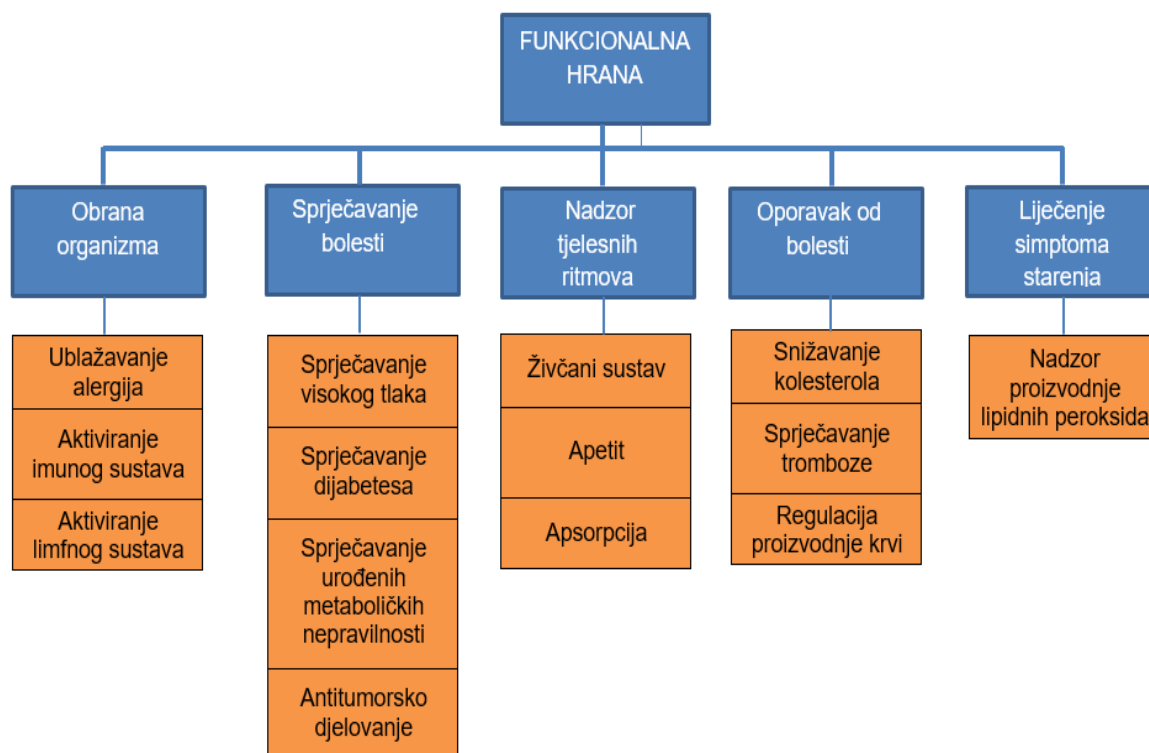 FUNKCIONALNA
HRANA
Obrana
organizma
Sprječavanje
bolesti
Nadzor
tjelesnih
ritmova
Oporavak od
bolesti
Liječenje
simptoma
starenja
Ublažavanje
alergija
Aktiviranje
imunog sustava
Aktiviranje
limfnog sustava
Sprječavanje
visokog tlaka
Sprječavanje
dijabetesa
Sprječavanje
urođenih
metaboličkih
nepravilnosti
Antitumorsko
djelovanje
Živčani sustav
Apetit
Apsorpcija
Snižavanje
kolesterola
Sprječavanje
tromboze
Regulacija
proizvodnje krvi
Nadzor
proizvodnje
lipidnih peroksida